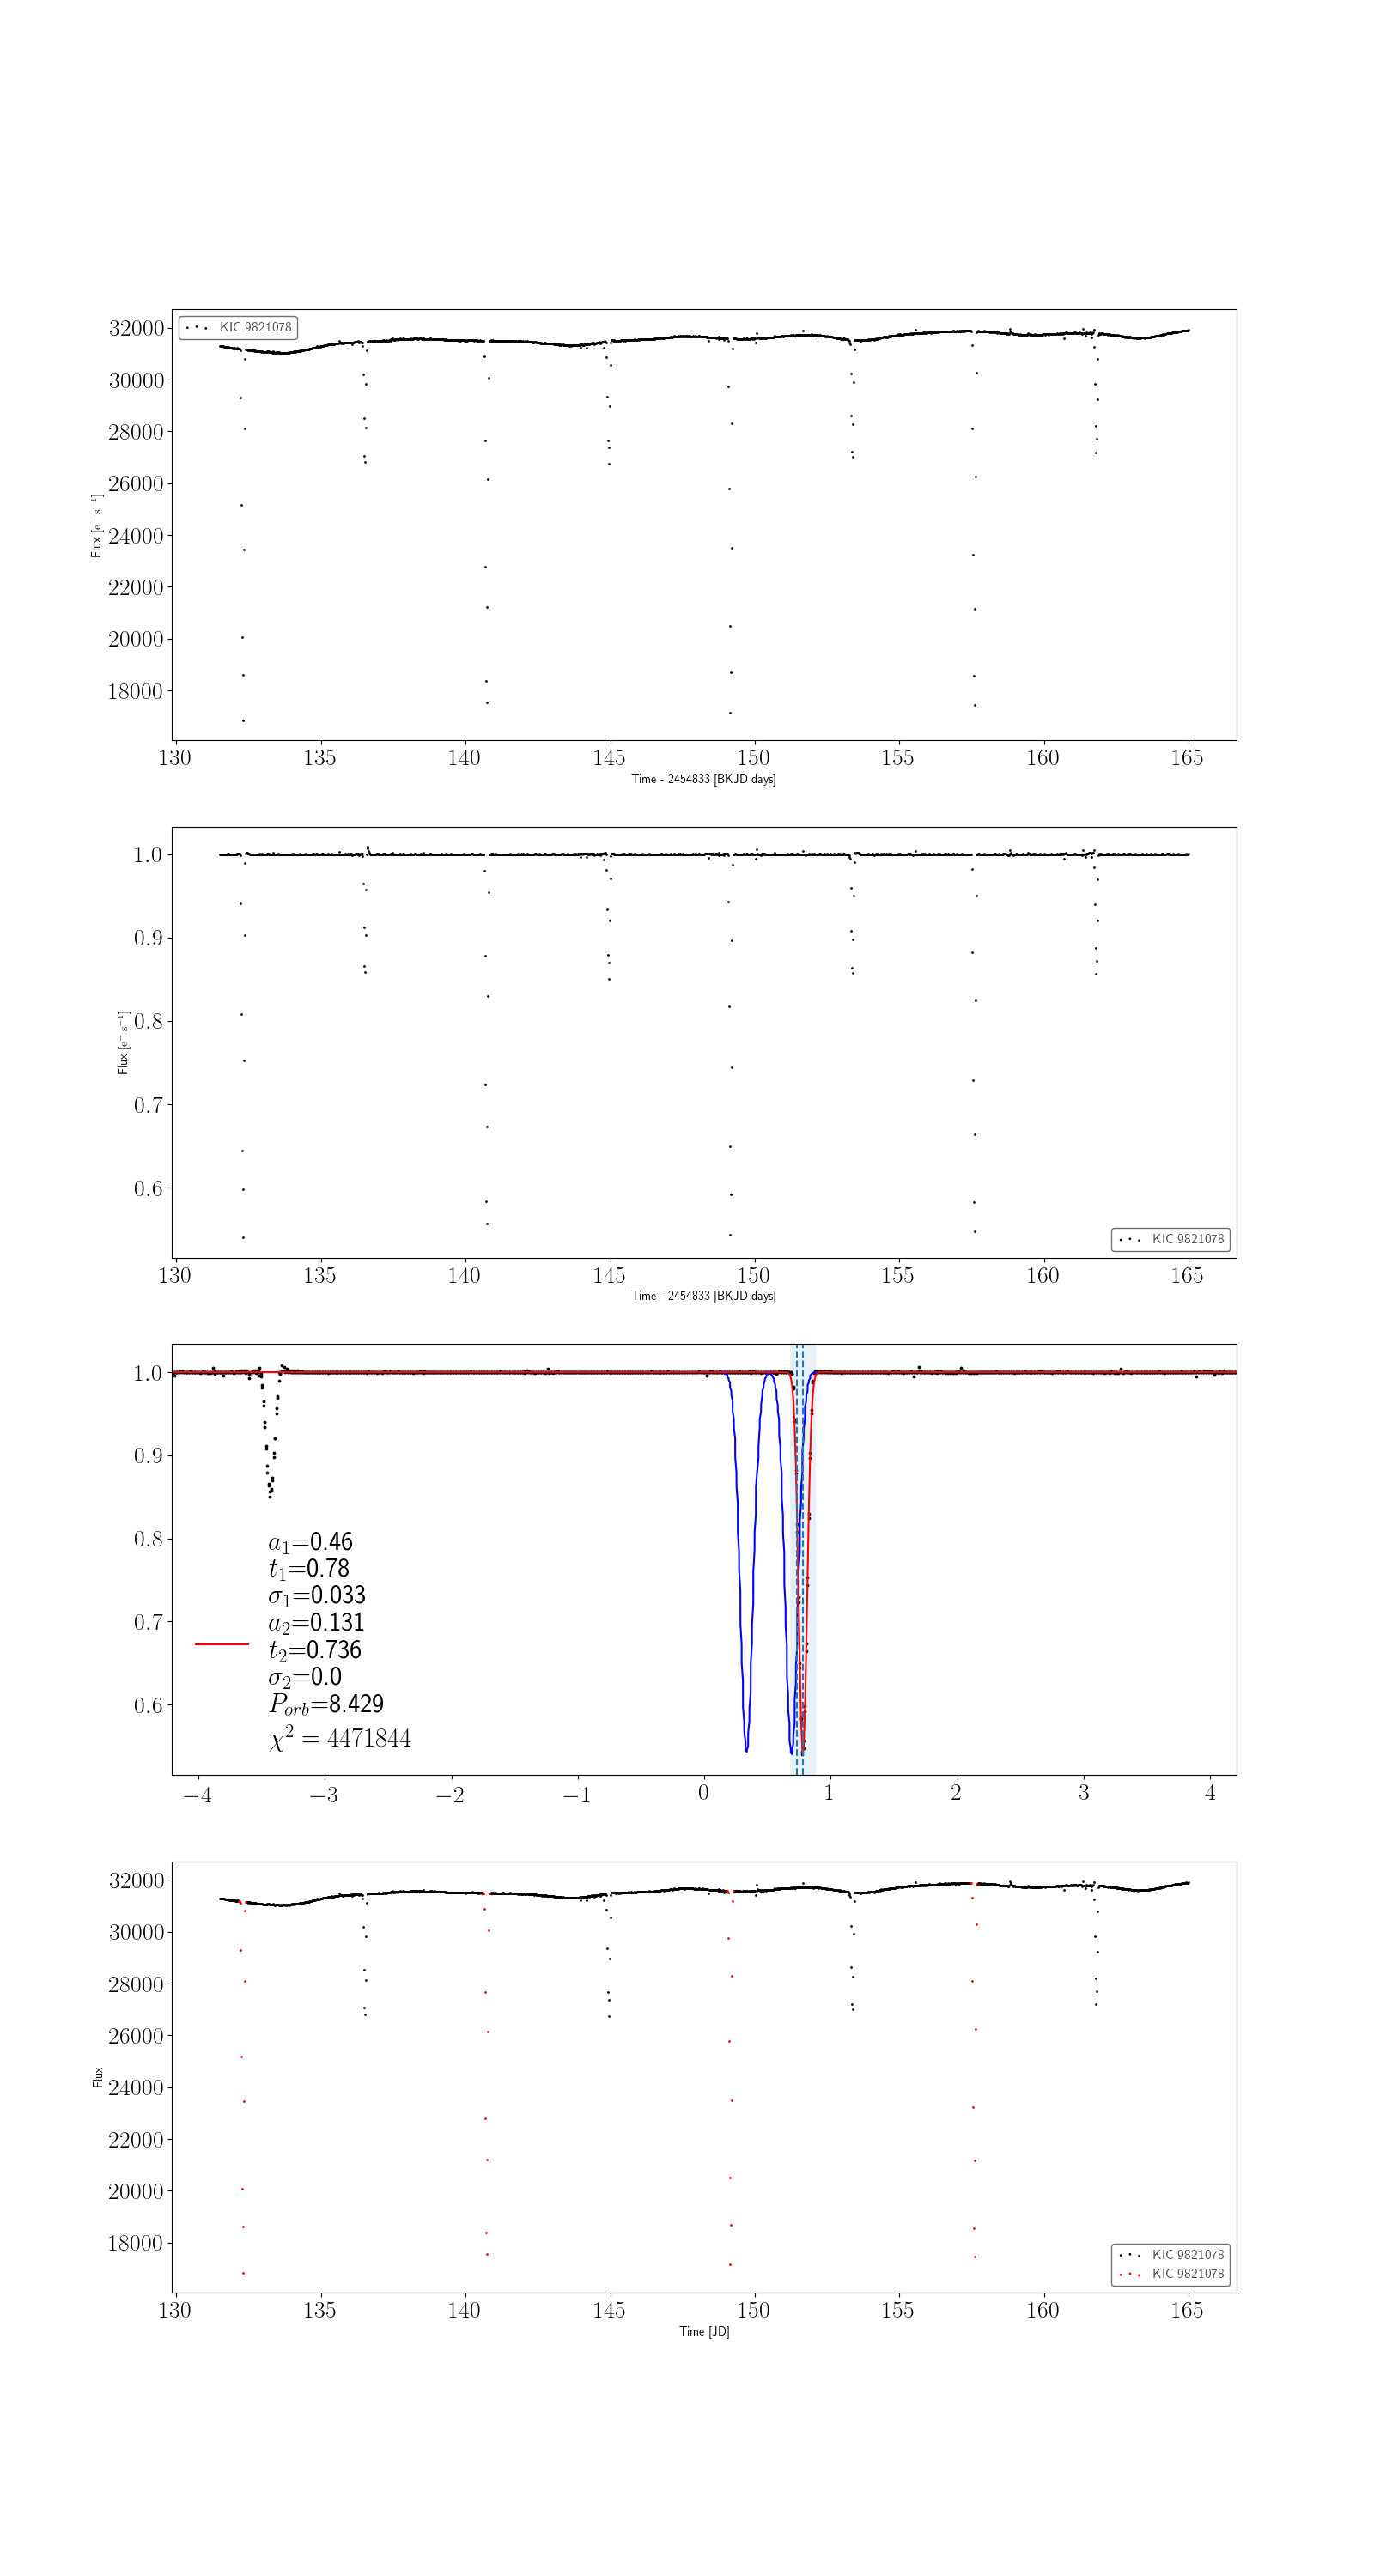 KIC 9821078
32000
30000
28000
26000
24000
22000
20000
18000
Flux [e⁻ s⁻¹]
130 135 140 145 150 155 160 165
Time - 2454833 [BKJD days]
1.0
0.9
0.8
0.7
0.6
Flux [e⁻ s⁻¹]
KIC 9821078
130 135 140 145 150 155 160 165
Time - 2454833 [BKJD days]
1.0
0.9
0.8
0.7
0.6
a₁=0.46
t₁=0.78
σ₁=0.033
a₂=0.131
t₂=0.736
σ₂=0.0
P_orb=8.429
χ² = 4471844
−4 −3 −2 −1 0 1 2 3 4
32000
30000
28000
26000
24000
22000
20000
18000
Flux
KIC 9821078
KIC 9821078
130 135 140 145 150 155 160 165
Time [JD]